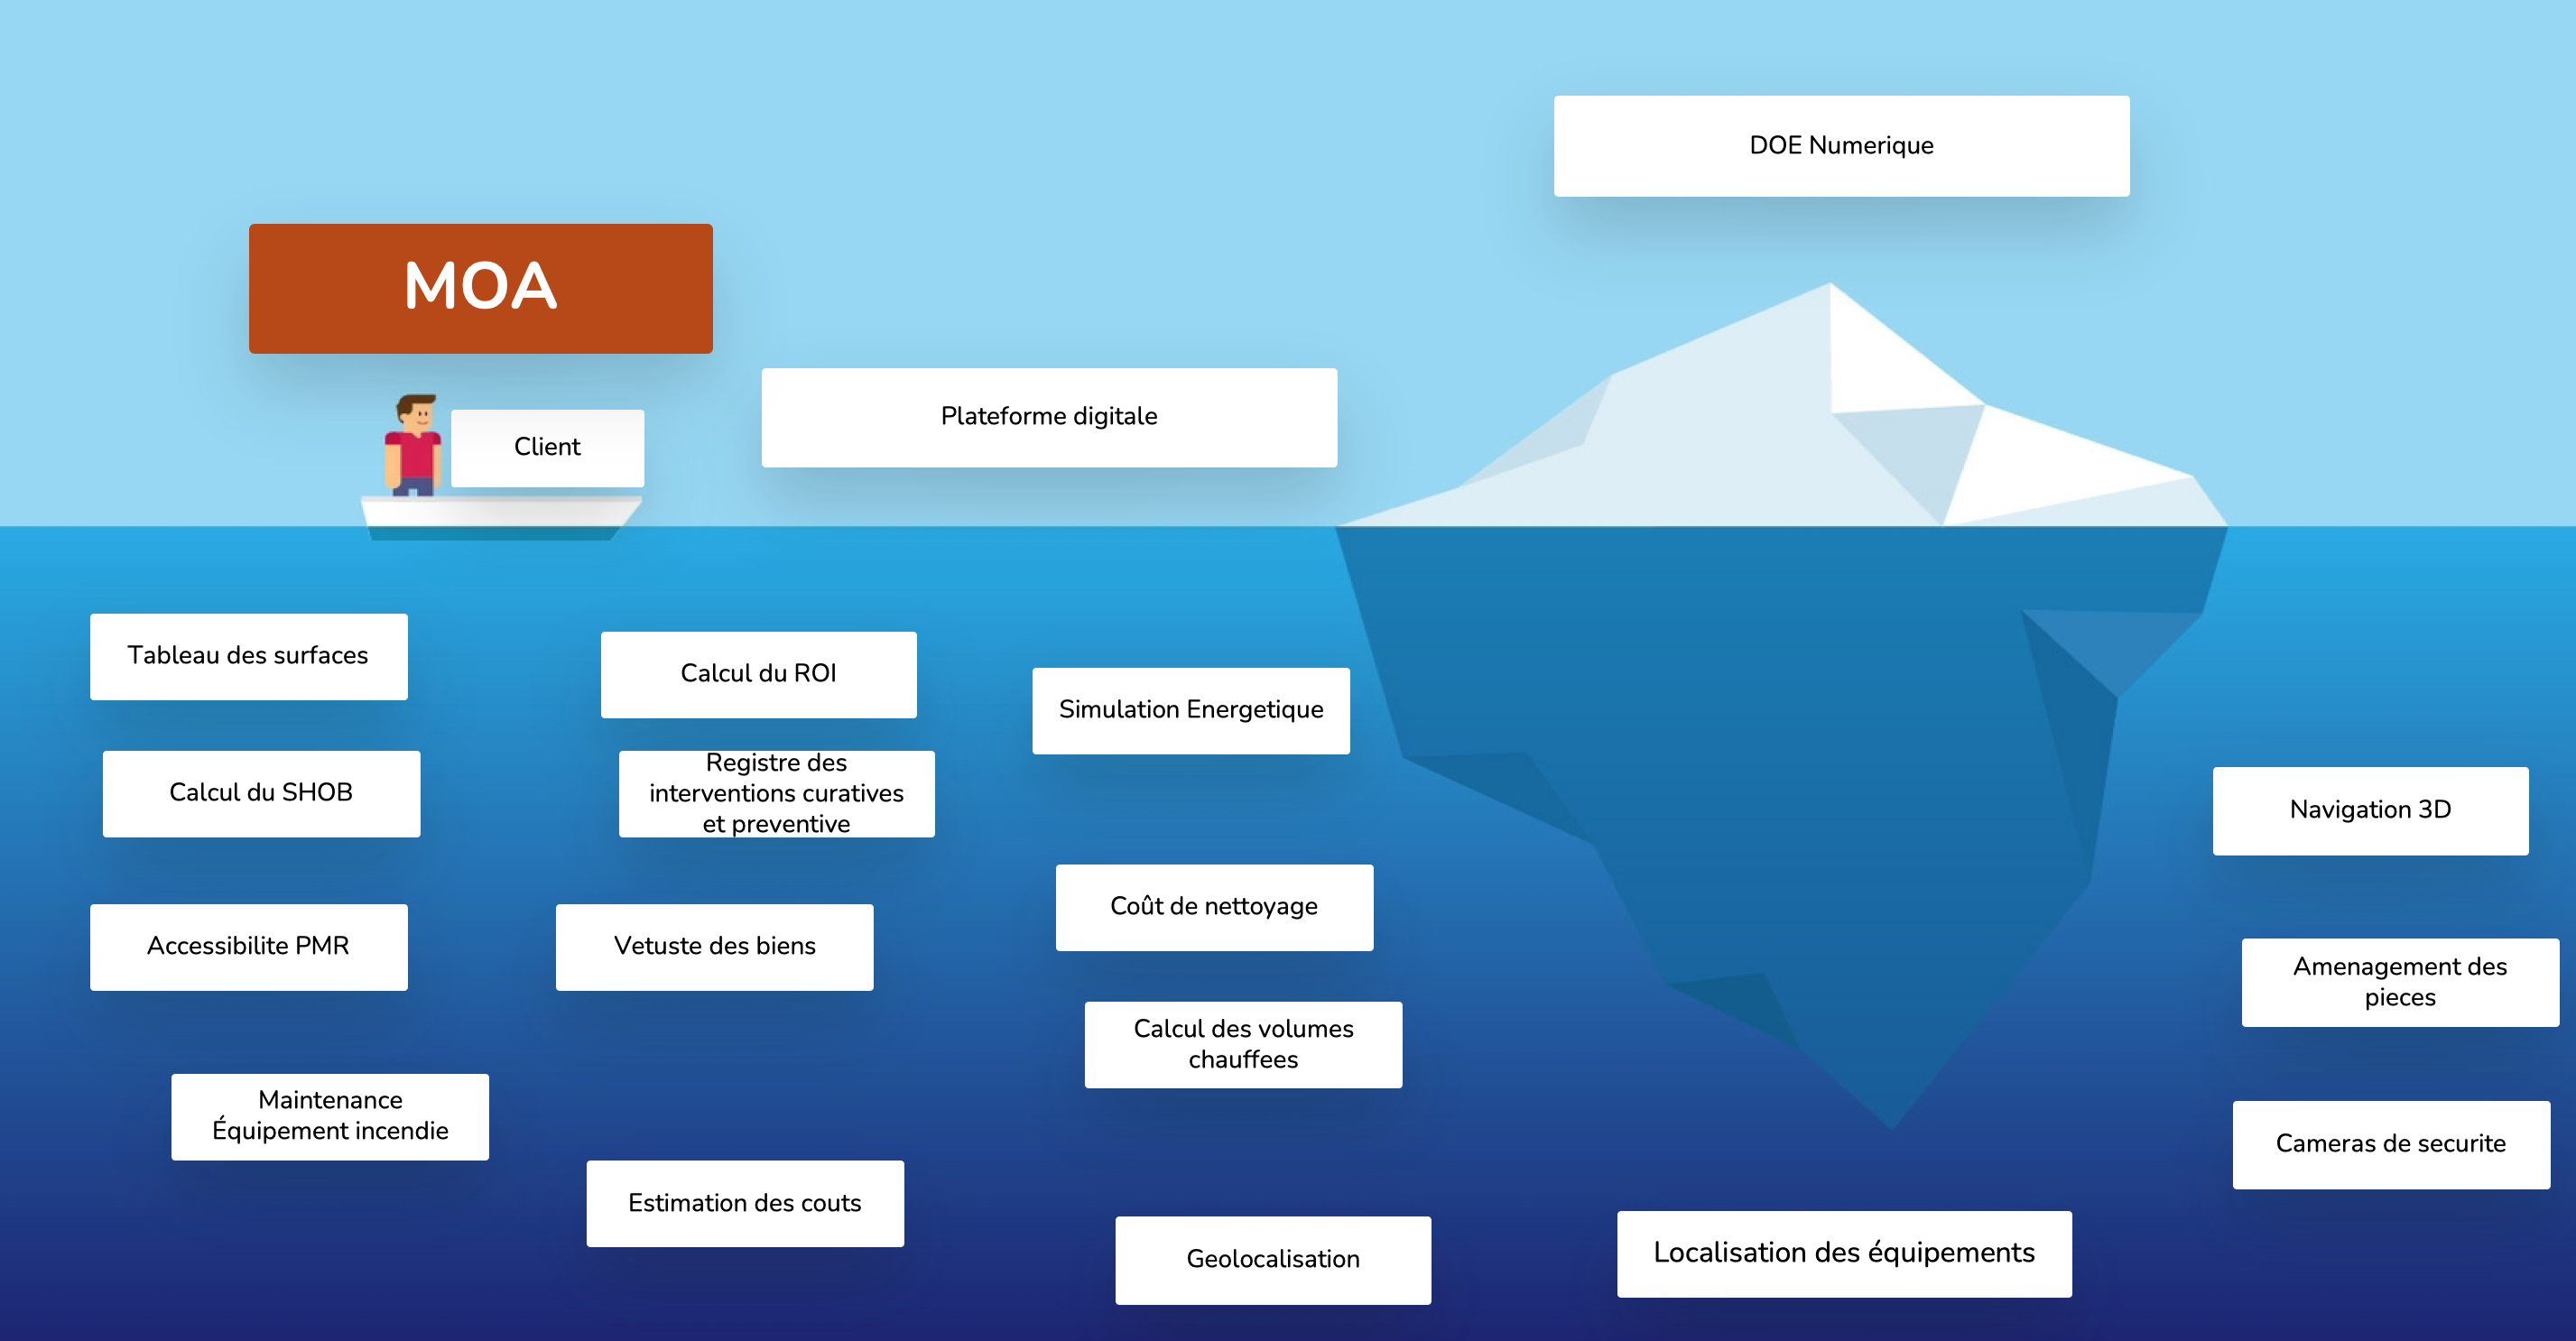 DOE Numerique
MOA
Plateforme digitale
Client
Tableau des surfaces
Calcul du ROI
Simulation Energetique
Calcul du SHOB
Registre des
interventions curatives
et preventive
Navigation 3D
Coût de nettoyage
Accessibilite PMR
Vetuste des biens
Amenagement des
pieces
Calcul des volumes
chauffees
Maintenance
Équipement incendie
Cameras de securite
Estimation des couts
Geolocalisation
Localisation des équipements